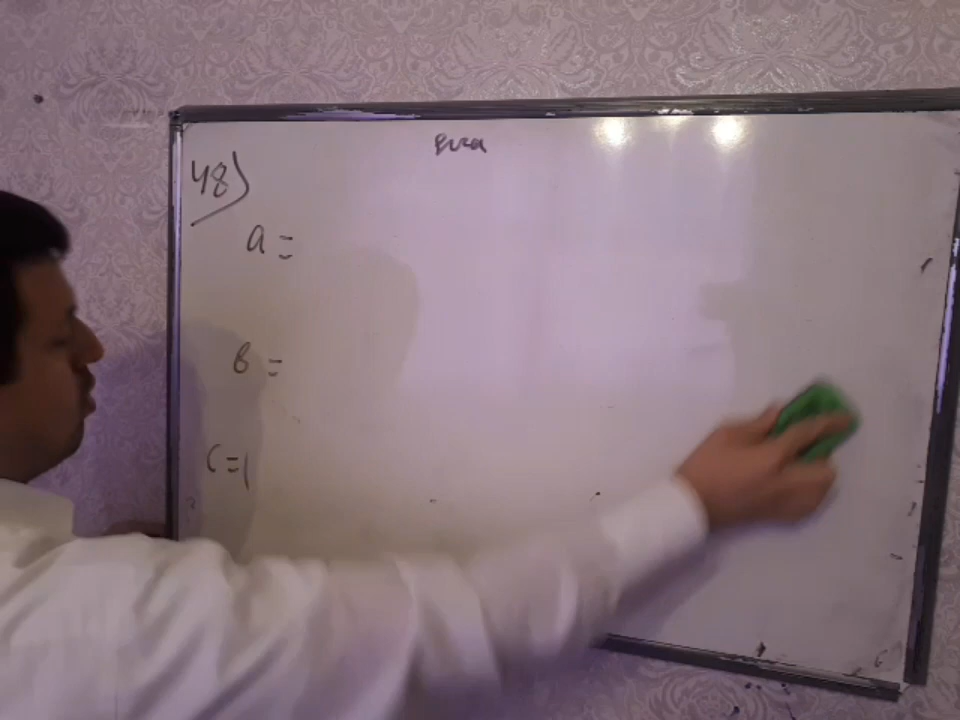 48)
a =
B =
C = 1